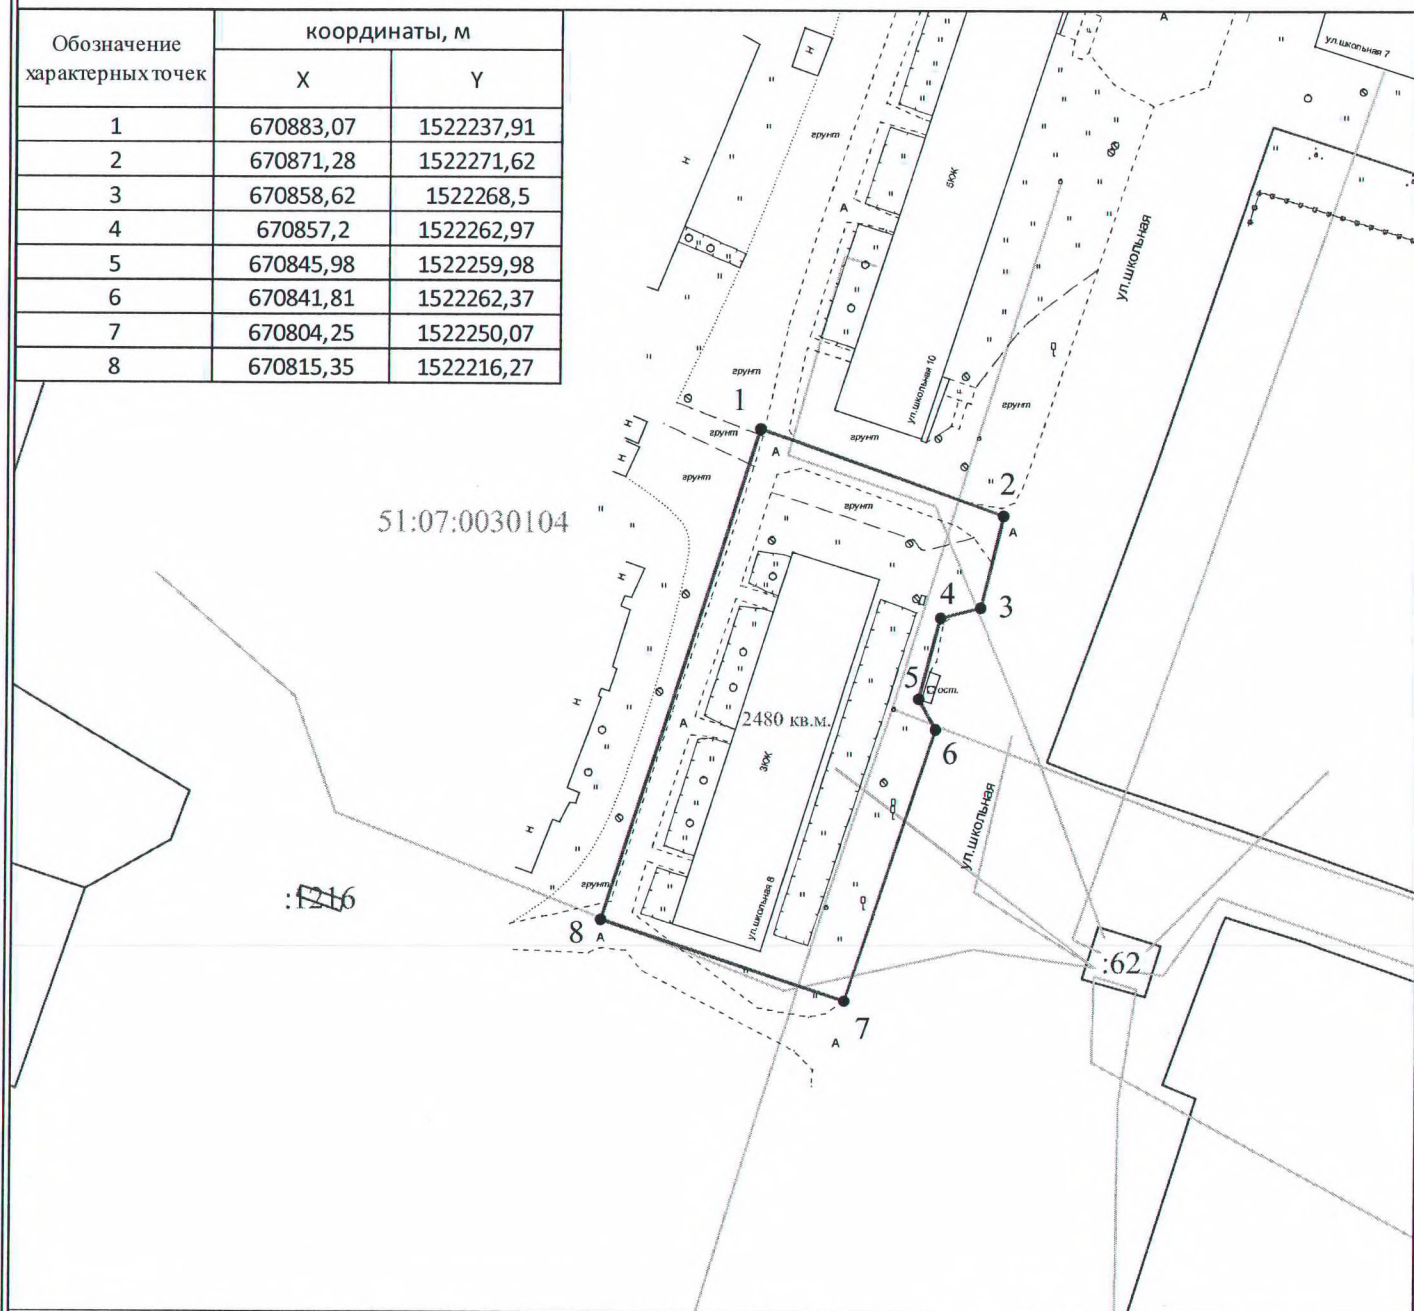 Обозначение характерных точек
координаты, м
X Y
1 670883,07 1522237,91
2 670871,28 1522271,62
3 670858,62 1522268,5
4 670857,2 1522262,97
5 670845,98 1522259,98
6 670841,81 1522262,37
7 670804,25 1522250,07
8 670815,35 1522216,27
А
ул.школьная 7
Н
грунт
Н
5КЖ
А
ул.школьная
грунт
ул.школьная 10
грунт
1
Н
грунт
грунт
А
2
Н
грунт
грунт
51:07:0030104
А
Н
4
3
5
ост.
Н
А
2480 кв.м.
6
3КЖ
ул.школьная
Н
грунт
:1216
ул.школьная 8
8
А
:62
7
А